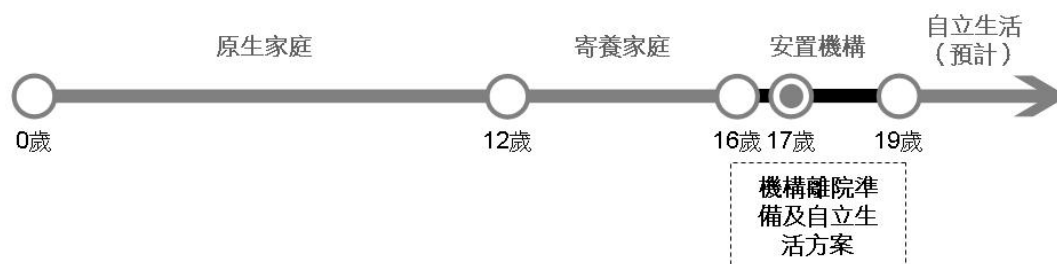 原生家庭
寄養家庭
安置機構
自立生活
（預計）
0歲
12歲
16歲
17歲
19歲
機構離院準
備及自立生
活方案